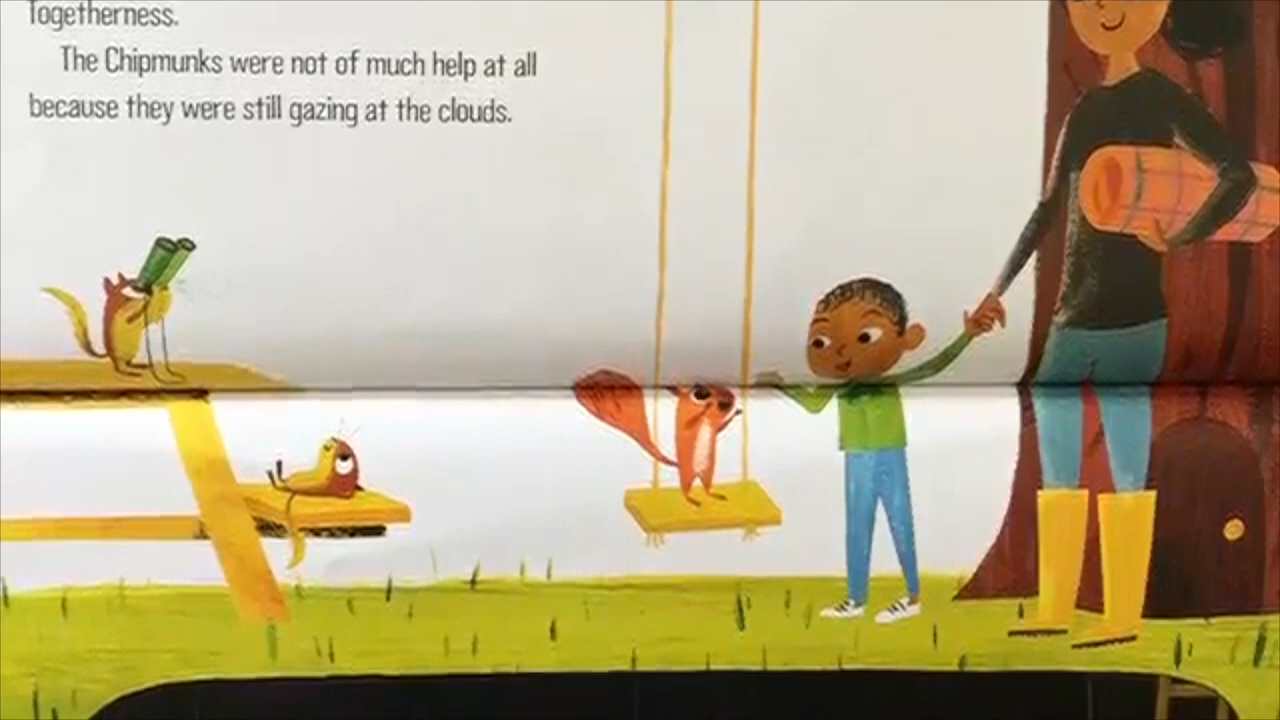 Togetherness.
The Chipmunks were not of much help at all
because they were still gazing at the clouds.